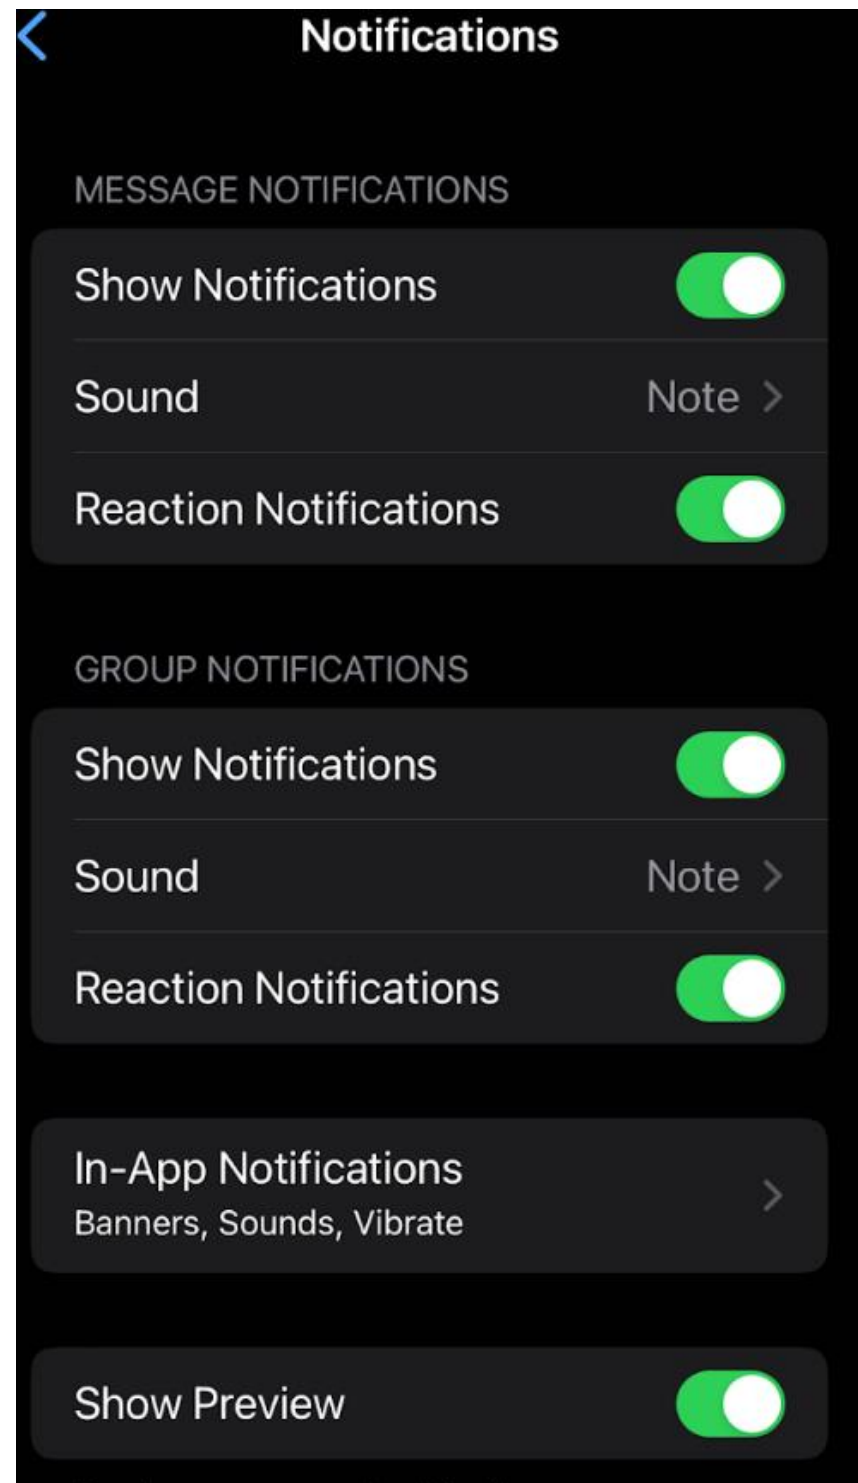 Notifications
MESSAGE NOTIFICATIONS
Show Notifications
Sound Note
Reaction Notifications
GROUP NOTIFICATIONS
Show Notifications
Sound Note
Reaction Notifications
In-App Notifications
Banners, Sounds, Vibrate
Show Preview